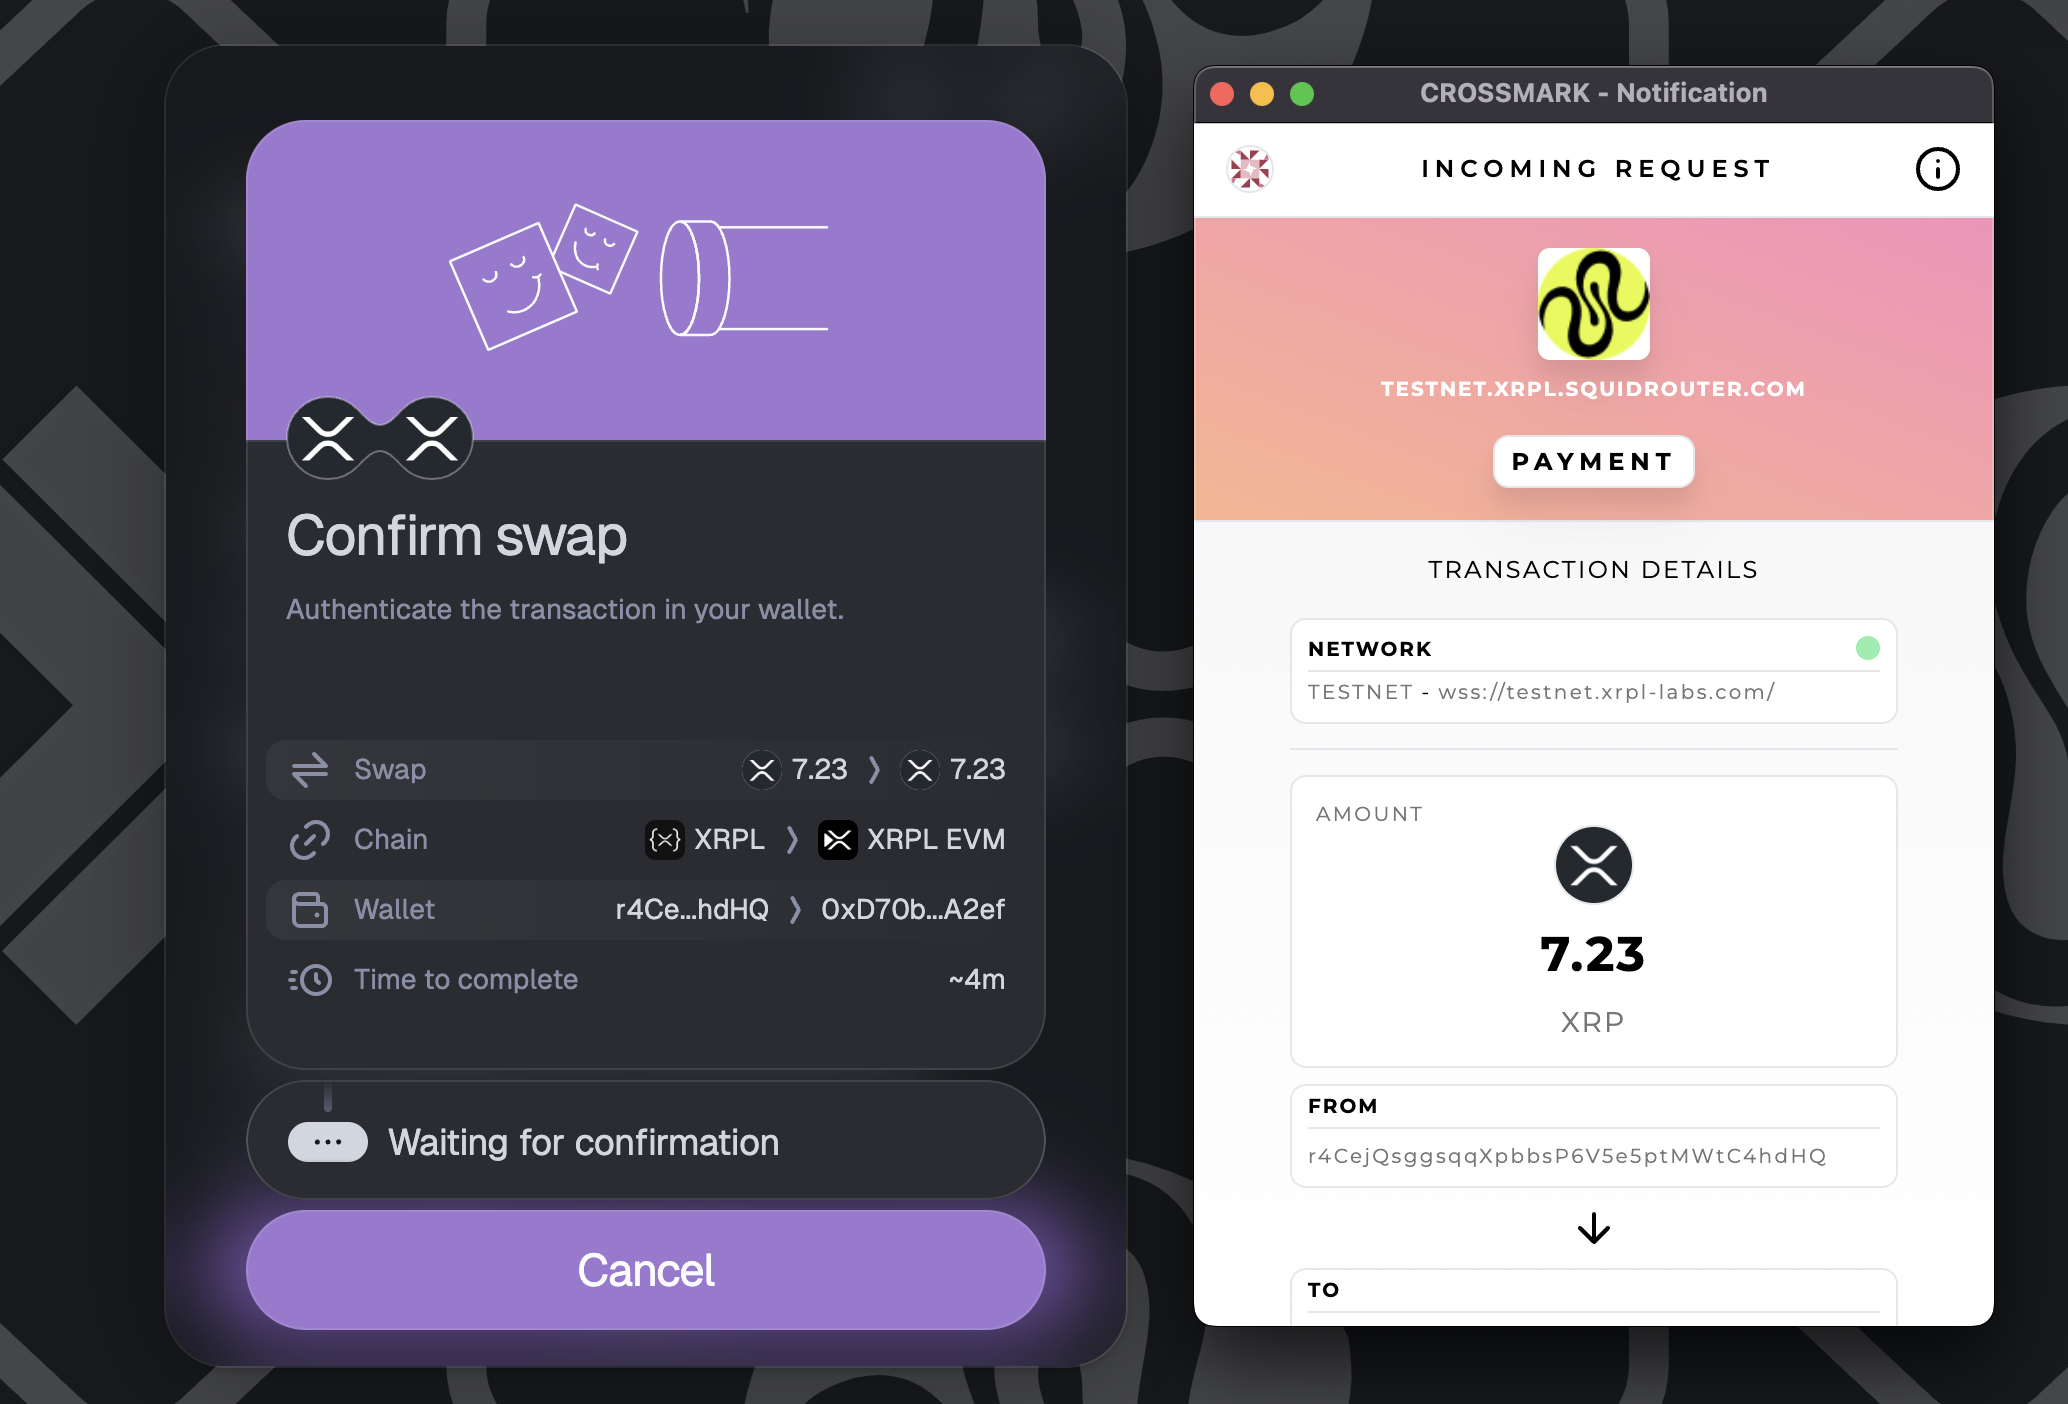 Confirm swap
Authenticate the transaction in your wallet.
Swap 7.23 7.23
Chain XRPL XRPL EVM
Wallet r4Ce...hdHQ 0xD70b...A2ef
Time to complete ~4m
Waiting for confirmation
Cancel
CROSSMARK - Notification
INCOMING REQUEST
TESTNET.XRPL.SQUIDROUTER.COM
PAYMENT
TRANSACTION DETAILS
NETWORK
TESTNET - wss://testnet.xrpl-labs.com/
AMOUNT
7.23
XRP
FROM
r4CejQsggsqqXpbbsP6V5e5ptMWtC4hdHQ
TO